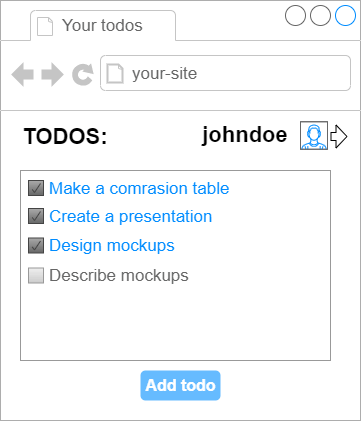 Your todos
your-site
TODOS:
johndoe
Make a comrasion table
Create a presentation
Design mockups
Describe mockups
Add todo